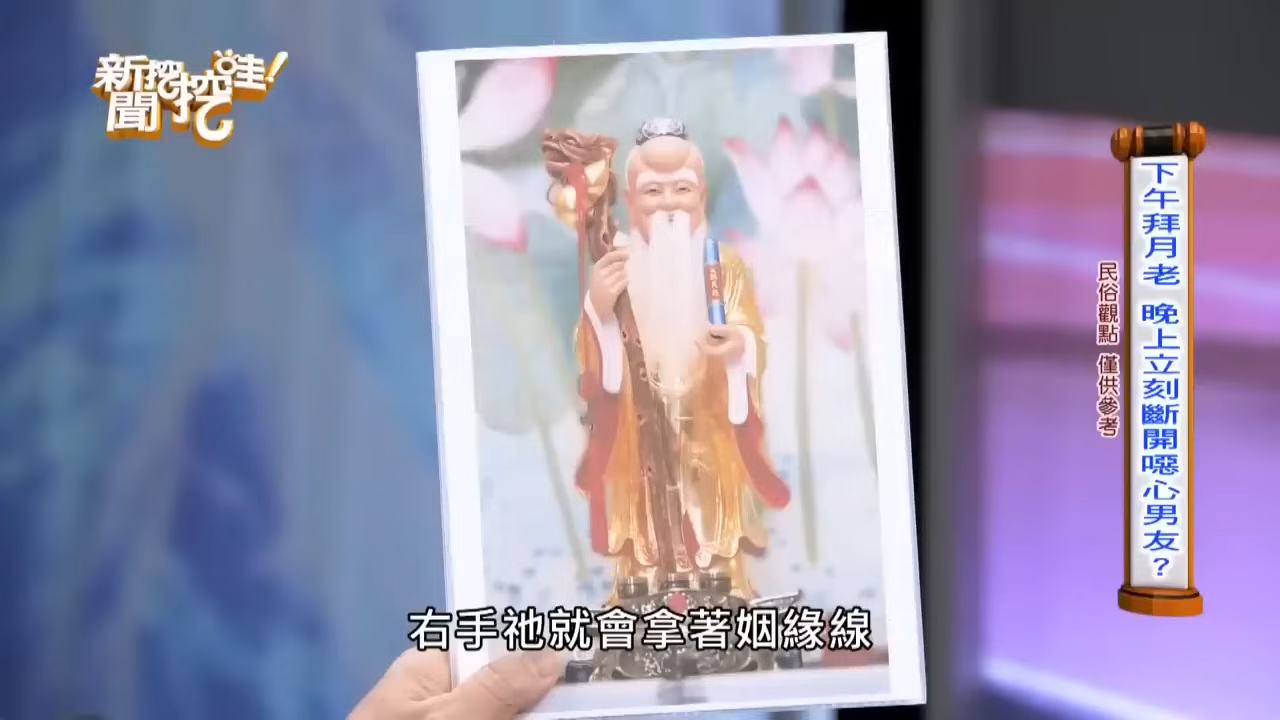 新聞挖挖哇!
下午拜月老 晚上立刻斷開噁心男友?
民俗觀點 僅供參考
右手祂就會拿著姻緣線